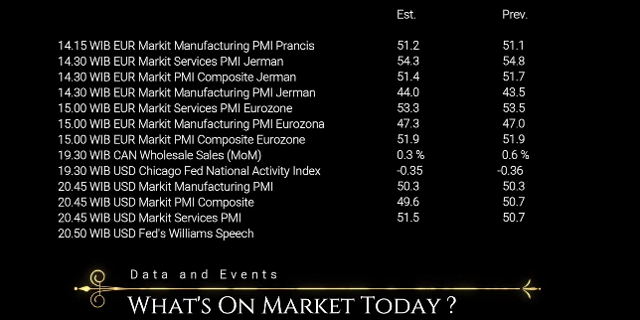 Est. Prev.
14.15 WIB EUR Markit Manufacturing PMI Prancis 51.2 51.1
14.30 WIB EUR Markit Services PMI Jerman 54.3 54.8
14.30 WIB EUR Markit PMI Composite Jerman 51.4 51.7
14.30 WIB EUR Markit Manufacturing PMI Jerman 44.0 43.5
15.00 WIB EUR Markit Services PMI Eurozone 53.3 53.5
15.00 WIB EUR Markit Manufacturing PMI Eurozona 47.3 47.0
15.00 WIB EUR Markit PMI Composite Eurozone 51.9 51.9
19.30 WIB CAN Wholesale Sales (MoM) 0.3 % 0.6 %
19.30 WIB USD Chicago Fed National Activity Index -0.35 -0.36
20.45 WIB USD Markit Manufacturing PMI 50.3 50.3
20.45 WIB USD Markit PMI Composite 49.6 50.7
20.45 WIB USD Markit Services PMI 51.5 50.7
20.50 WIB USD Fed's Williams Speech
Data and Events
What's On Market Today ?